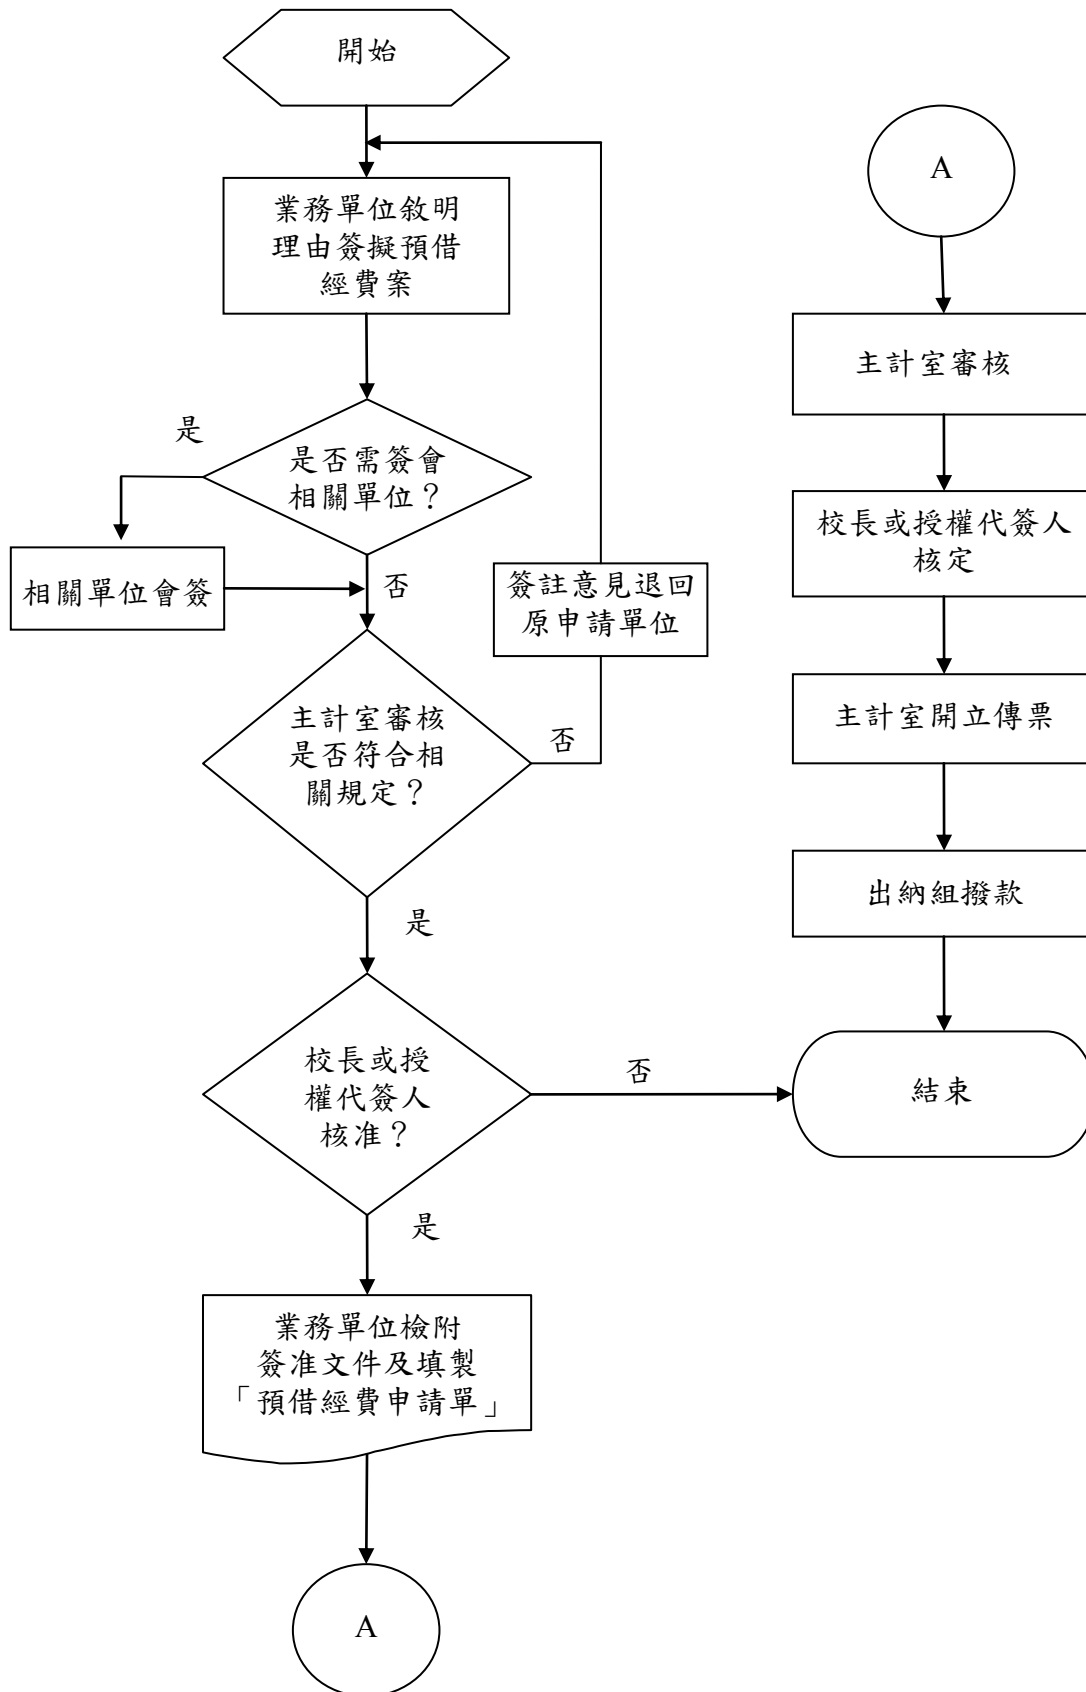 開始
業務單位敘明
理由簽擬預借
經費案
是
是否需簽會
相關單位？
相關單位會簽
否
簽註意見退回
原申請單位
主計室審核
是否符合相
關規定？
否
是
校長或授
權代簽人
核准？
否
是
業務單位檢附
簽准文件及填製
「預借經費申請單」
A
A
主計室審核
校長或授權代簽人
核定
主計室開立傳票
出納組撥款
結束